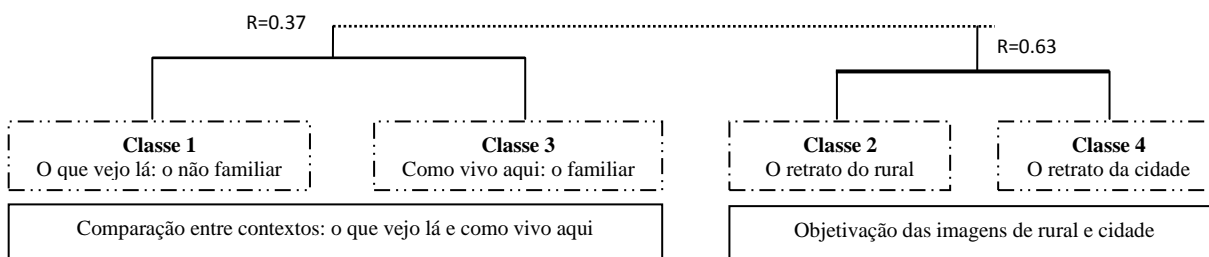 R=0.37
R=0.63
Classe 1
O que vejo lá: o não familiar
Classe 3
Como vivo aqui: o familiar
Classe 2
O retrato do rural
Classe 4
O retrato da cidade
Comparação entre contextos: o que vejo lá e como vivo aqui
Objetivação das imagens de rural e cidade